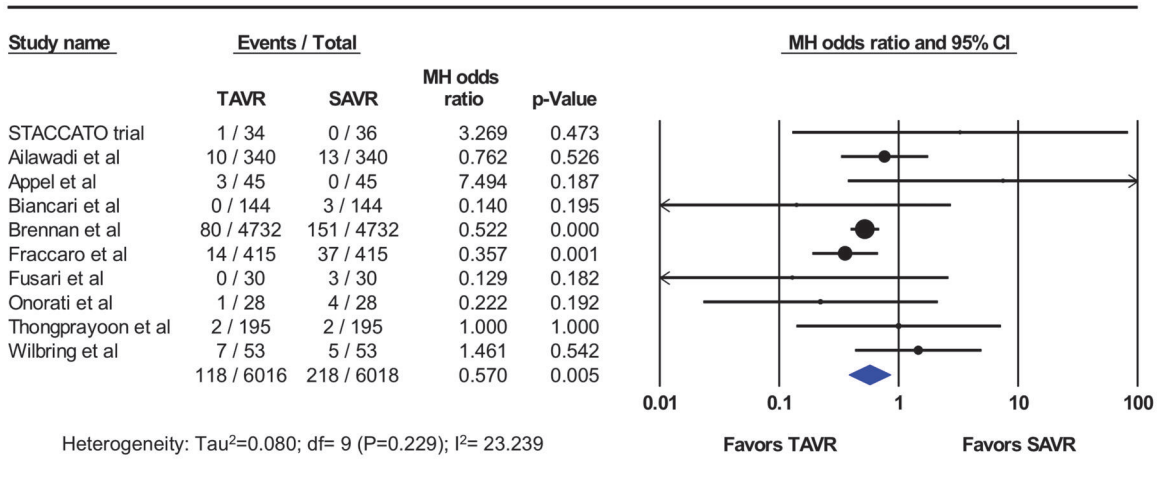 Study name Events / Total MH odds ratio and 95% CI
TAVR SAVR MH odds ratio p-Value
STACCATO trial 1 / 34 0 / 36 3.269 0.473
Ailawadi et al 10 / 340 13 / 340 0.762 0.526
Appel et al 3 / 45 0 / 45 7.494 0.187
Biancari et al 0 / 144 3 / 144 0.140 0.195
Brennan et al 80 / 4732 151 / 4732 0.522 0.000
Fraccaro et al 14 / 415 37 / 415 0.357 0.001
Fusari et al 0 / 30 3 / 30 0.129 0.182
Onorati et al 1 / 28 4 / 28 0.222 0.192
Thongprayoon et al 2 / 195 2 / 195 1.000 1.000
Wilbring et al 7 / 53 5 / 53 1.461 0.542
118 / 6016 218 / 6018 0.570 0.005
0.01 0.1 1 10 100
Heterogeneity: Tau²=0.080; df= 9 (P=0.229); I²= 23.239 Favors TAVR Favors SAVR